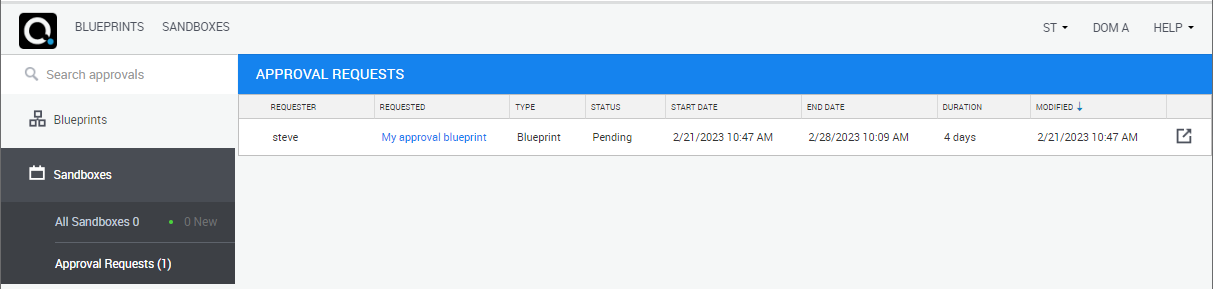 BLUEPRINTS SANDBOXES ST DOM A HELP
Search approvals
APPROVAL REQUESTS
REQUESTER REQUESTED TYPE STATUS START DATE END DATE DURATION MODIFIED
Blueprints
steve My approval blueprint Blueprint Pending 2/21/2023 10:47 AM 2/28/2023 10:09 AM 4 days 2/21/2023 10:47 AM
Sandboxes
All Sandboxes 0 0 New
Approval Requests (1)